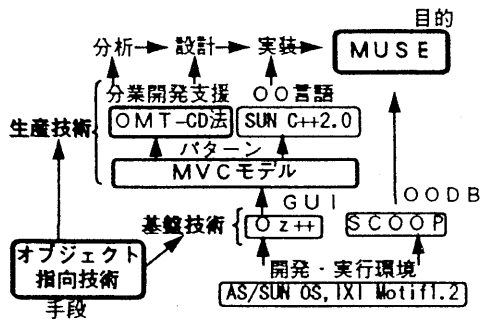 目的
分析 設計 実装 MUSE
分業開発支援 OO言語
生産技術 OMT-CD法 SUN C++2.0
パターン
MVCモデル
GUI OODB
基盤技術 Oz++ SCOOP
オブジェクト
指向技術
開発・実行環境
手段 AS/SUN OS,IXI Motif1.2